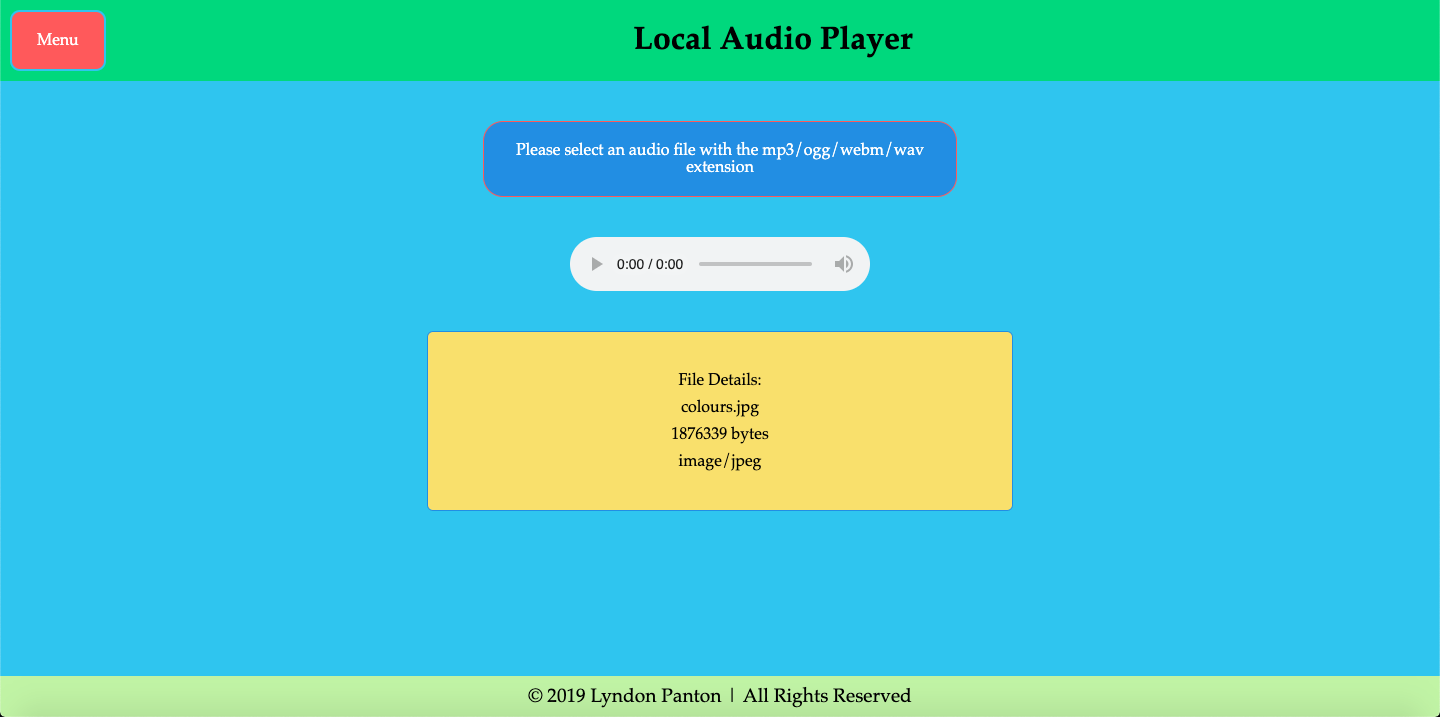 Menu
Local Audio Player
Please select an audio file with the mp3/ogg/webm/wav
extension
0:00 / 0:00
File Details:
colours.jpg
1876339 bytes
image/jpeg
© 2019 Lyndon Panton | All Rights Reserved